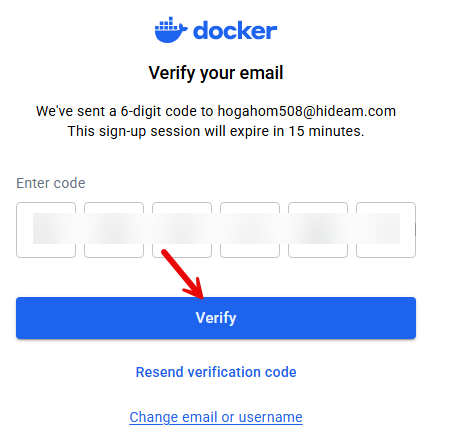 docker
Verify your email
We've sent a 6-digit code to hogahom508@hideam.com
This sign-up session will expire in 15 minutes.
Enter code
Verify
Resend verification code
Change email or username